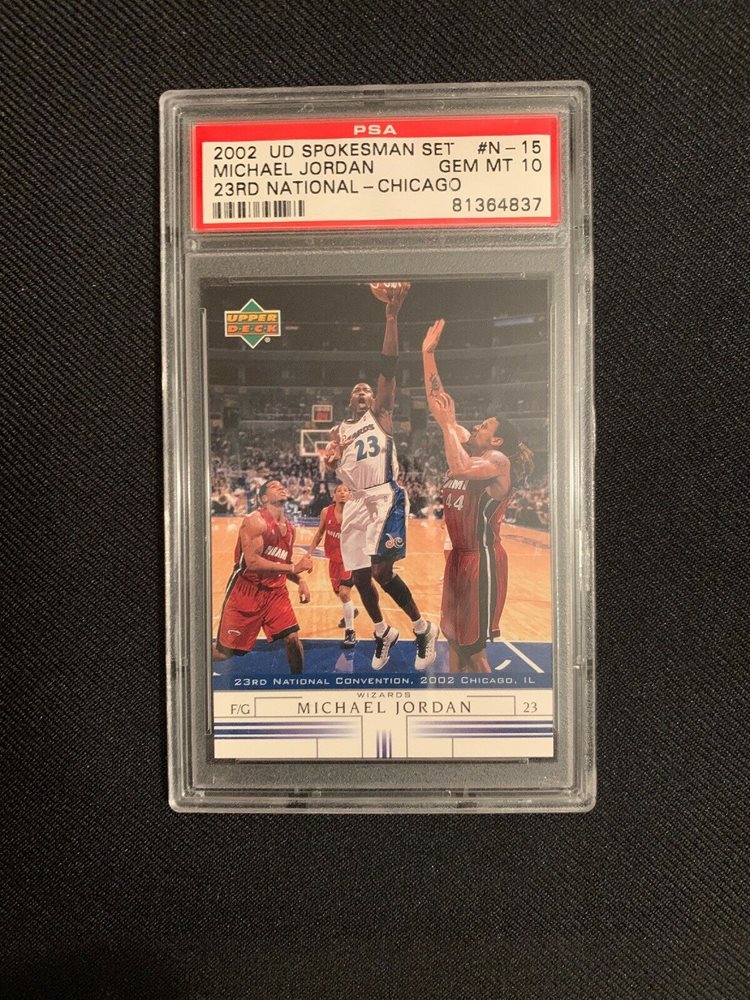 PSA
2002 UD SPOKESMAN SET #N-15
MICHAEL JORDAN GEM MT 10
23RD NATIONAL-CHICAGO
81364837
UPPER
DECK
ARDS
23
44
23RD NATIONAL CONVENTION, 2002 CHICAGO, IL
WIZARDS
F/G MICHAEL JORDAN 23